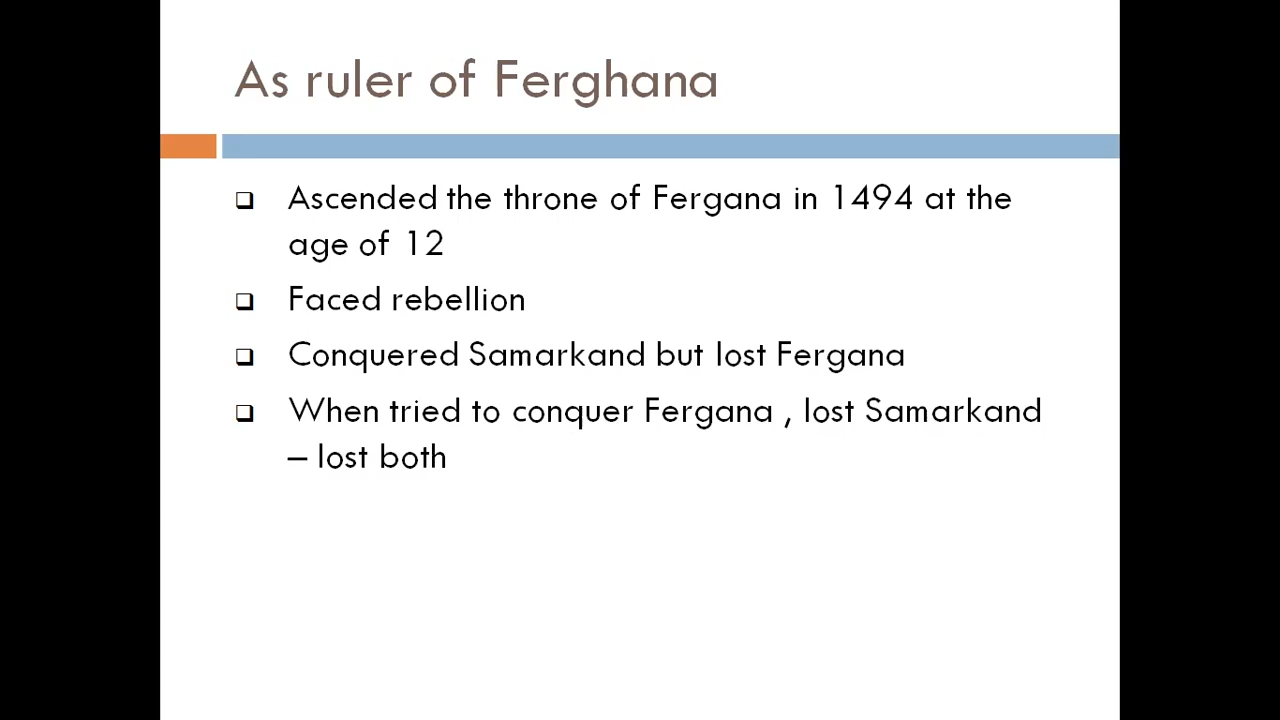 As ruler of Ferghana
Ascended the throne of Fergana in 1494 at the
age of 12
Faced rebellion
Conquered Samarkand but lost Fergana
When tried to conquer Fergana , lost Samarkand
– lost both